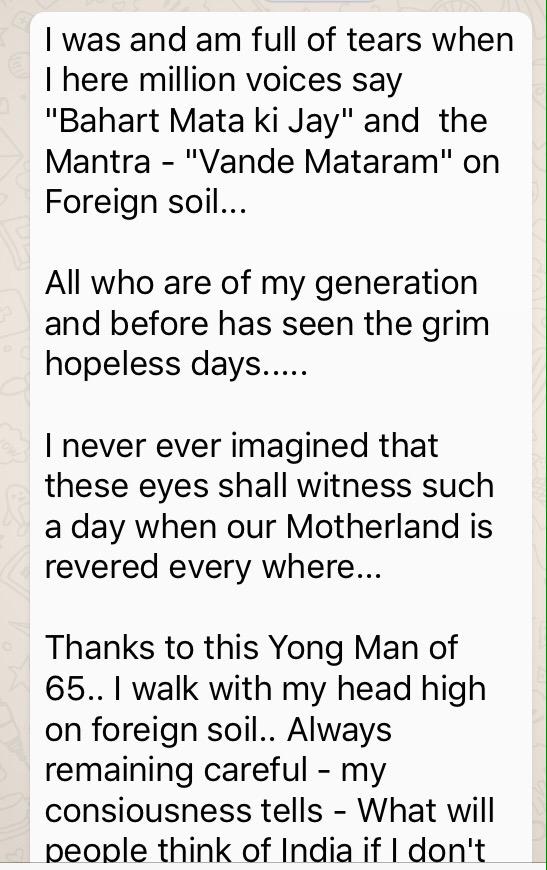 I was and am full of tears when
I here million voices say
"Bahart Mata ki Jay" and  the
Mantra - "Vande Mataram" on
Foreign soil...
All who are of my generation
and before has seen the grim
hopeless days.....
I never ever imagined that
these eyes shall witness such
a day when our Motherland is
revered every where...
Thanks to this Yong Man of
65.. I walk with my head high
on foreign soil.. Always
remaining careful - my
consiousness tells - What will
people think of India if I don't